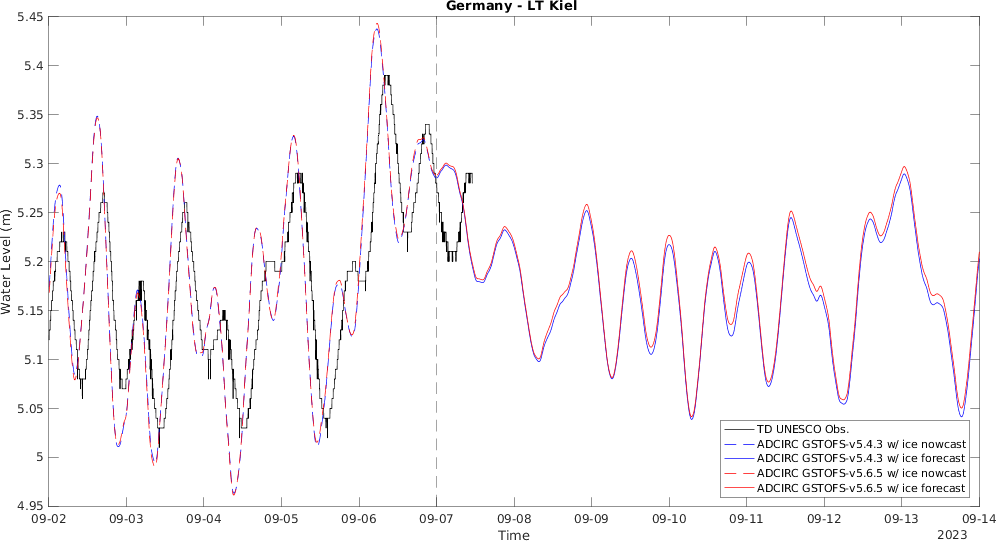 Germany - LT Kiel
5.45
5.4
5.35
5.3
5.25
5.2
5.15
5.1
5.05
5
4.95
Water Level (m)
TD UNESCO Obs.
ADCIRC GSTOFS-v5.4.3 w/ ice nowcast
ADCIRC GSTOFS-v5.4.3 w/ ice forecast
ADCIRC GSTOFS-v5.6.5 w/ ice nowcast
ADCIRC GSTOFS-v5.6.5 w/ ice forecast
09-02 09-03 09-04 09-05 09-06 09-07 09-08 09-09 09-10 09-11 09-12 09-13 09-14
Time
2023